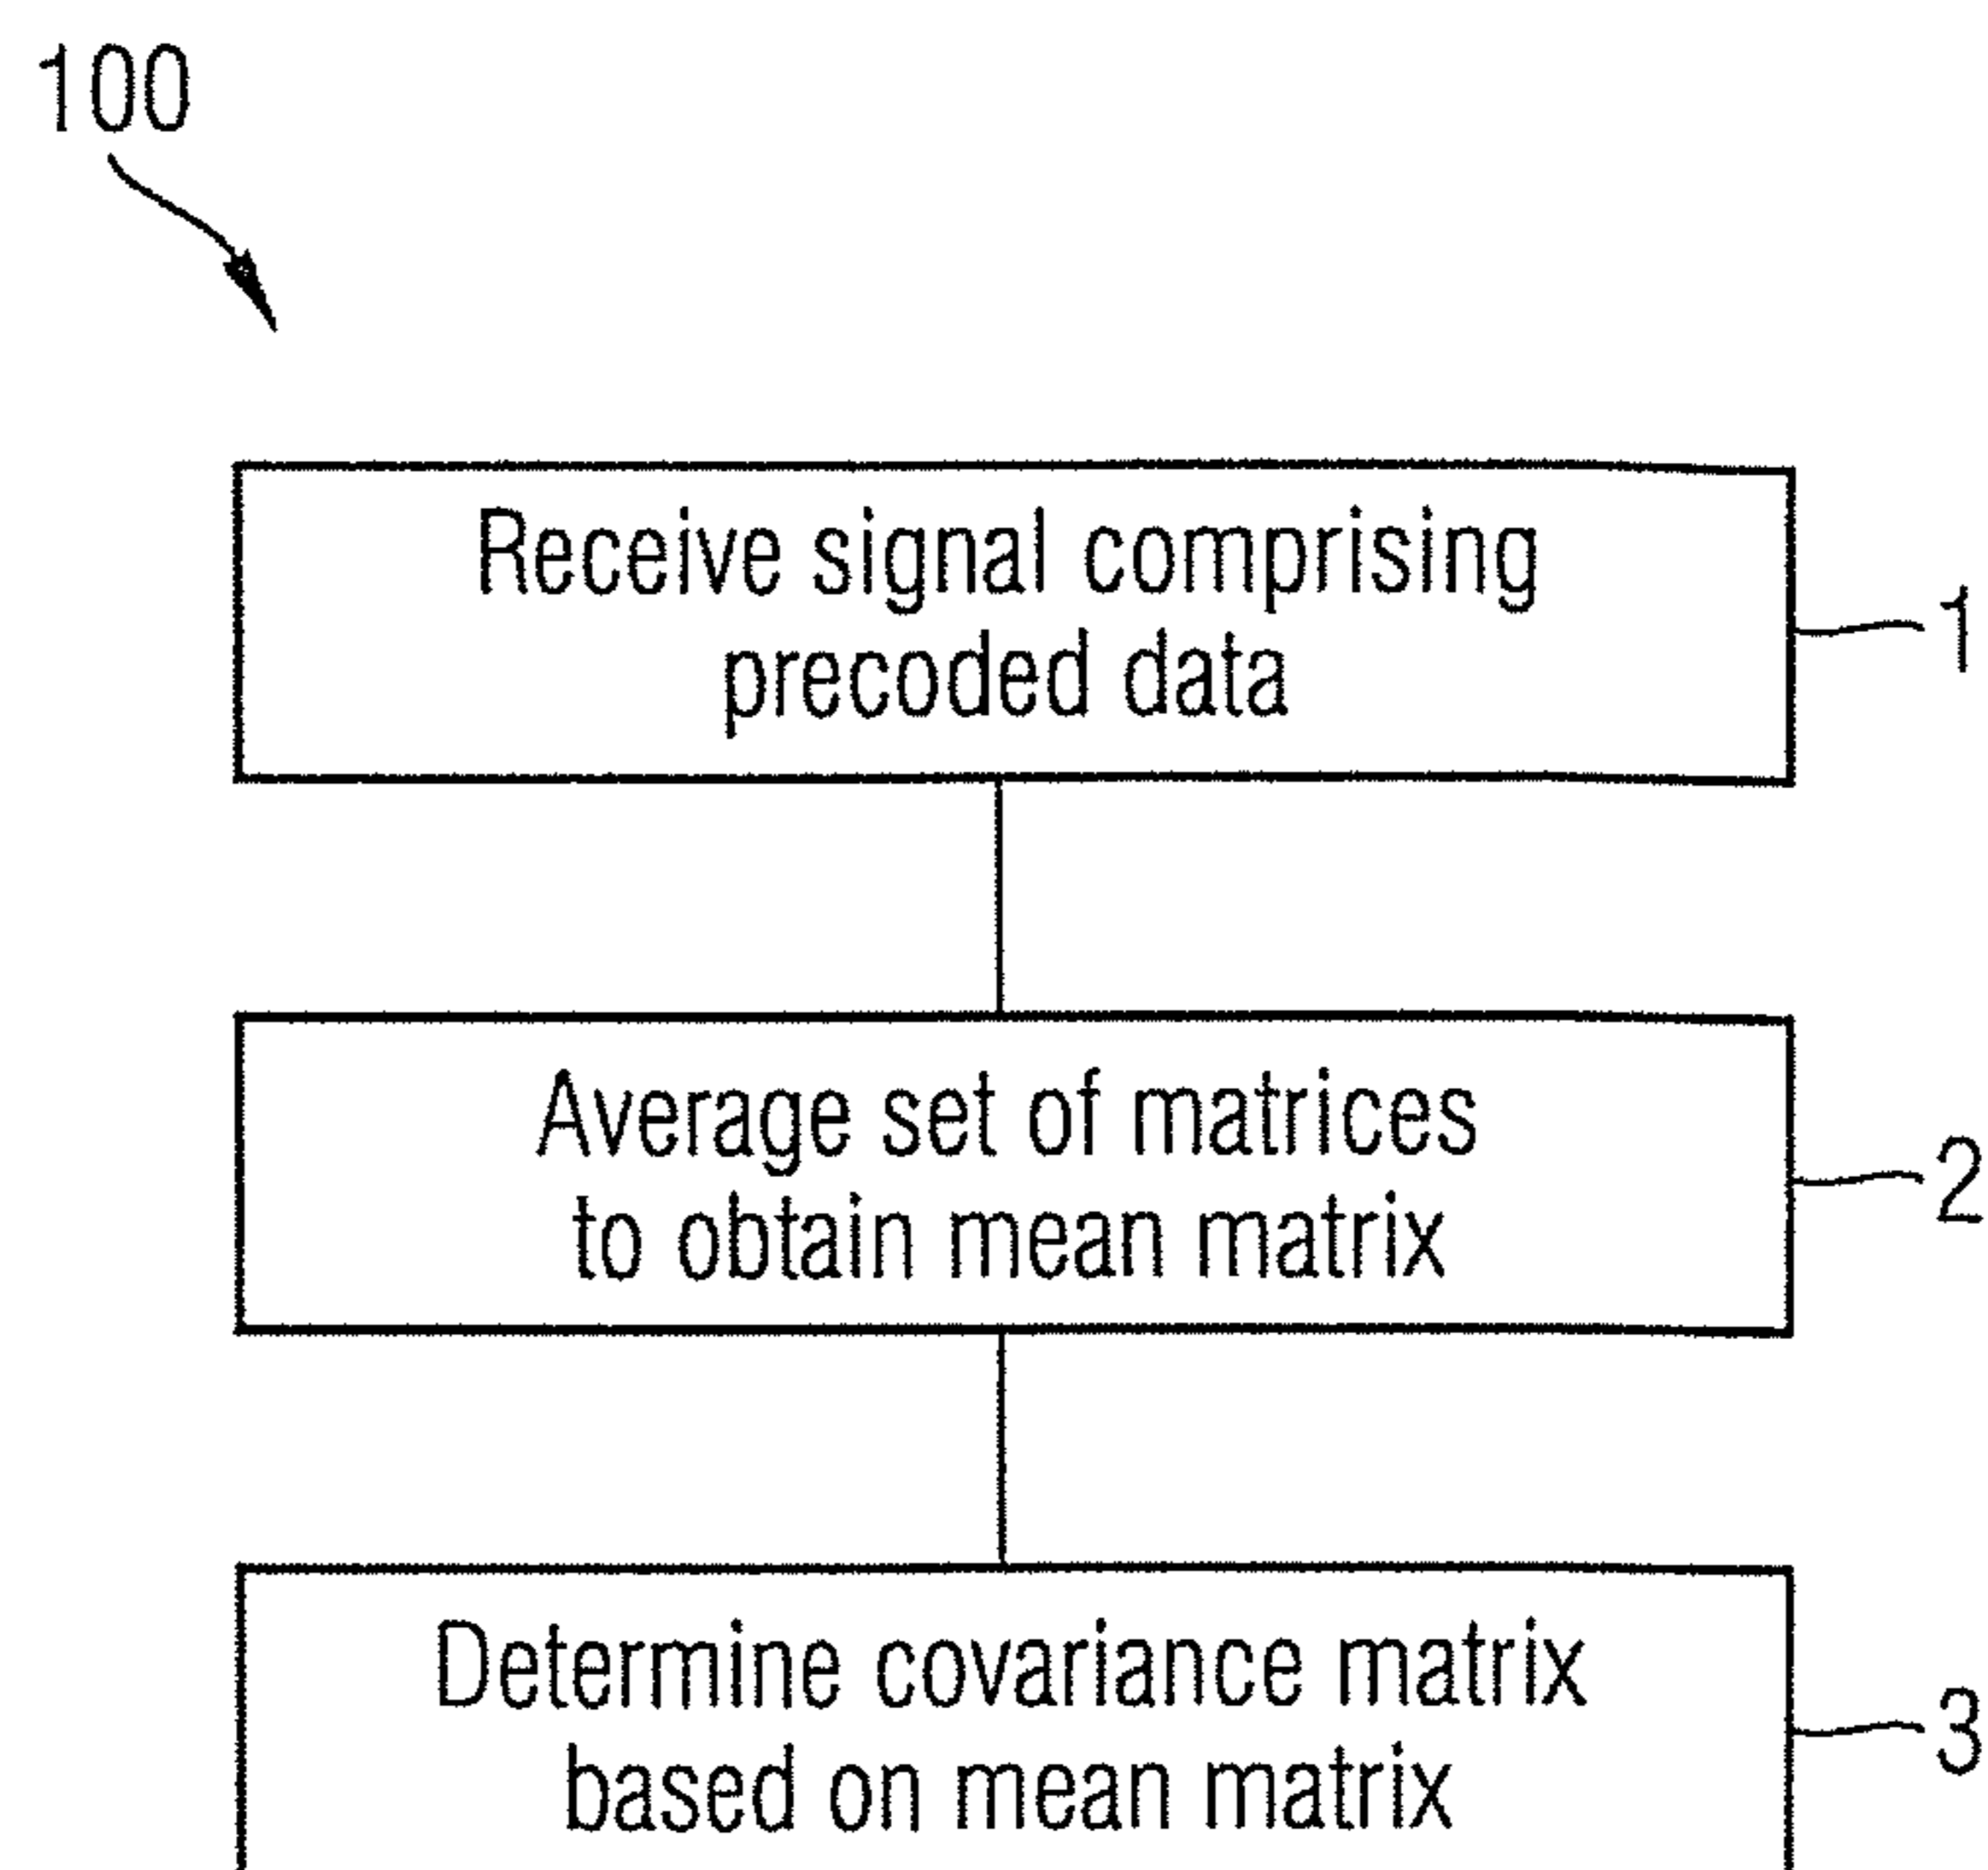 100
Receive signal comprising
precoded data
1
Average set of matrices
to obtain mean matrix
2
Determine covariance matrix
based on mean matrix
3